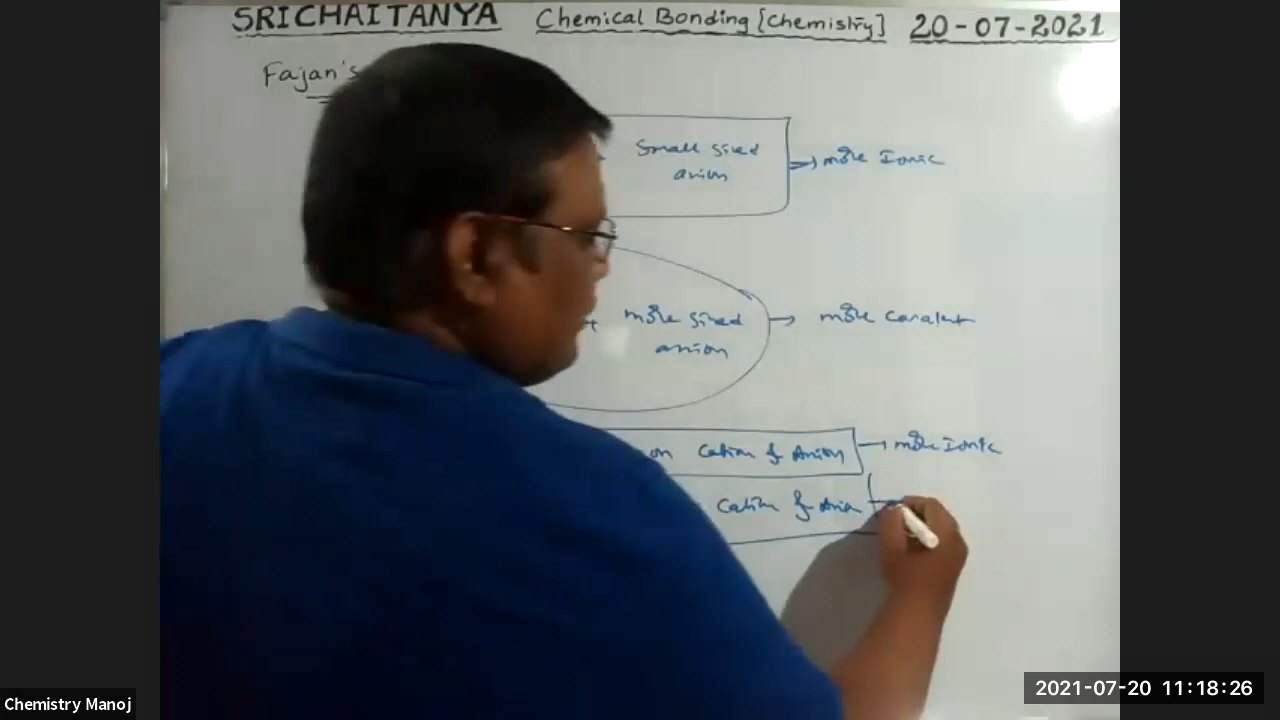 SRICHAITANYA Chemical Bonding [Chemistry] 20-07-2021
Fajan's
Small sized
anion
→ more Ionic
more sized
anion
→ more covalent
on Cation & Anion → more Ionic
Cation & Anion
Chemistry Manoj
2021-07-20 11:18:26